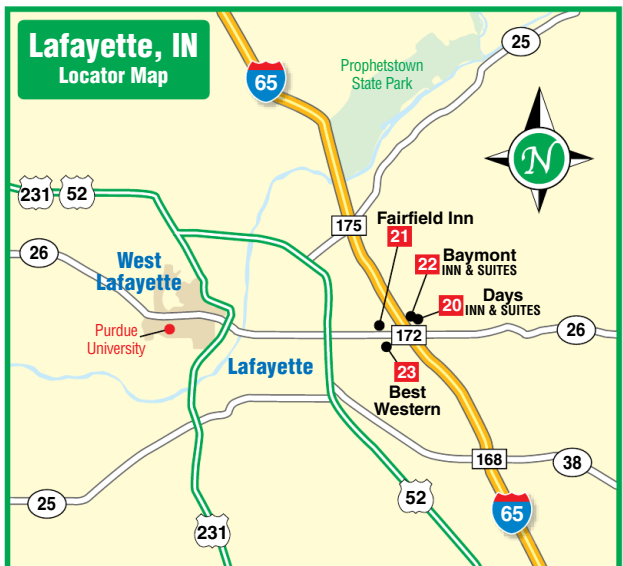 Lafayette, IN
Locator Map
65
Prophetstown
State Park
25
N
231 52
175
Fairfield Inn
21
26
West
Lafayette
22 Baymont
INN & SUITES
20 Days
INN & SUITES
Purdue
University
172
26
Lafayette
23
Best
Western
168
38
25
52
65
231